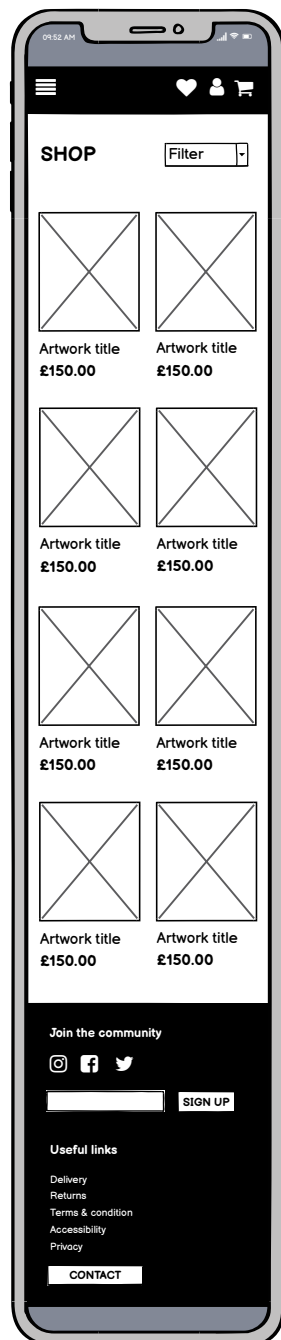 09:52 AM
SHOP
Filter
Artwork title
£150.00
Artwork title
£150.00
Artwork title
£150.00
Artwork title
£150.00
Artwork title
£150.00
Artwork title
£150.00
Artwork title
£150.00
Artwork title
£150.00
Join the community
SIGN UP
Useful links
Delivery
Returns
Terms & condition
Accessibility
Privacy
CONTACT